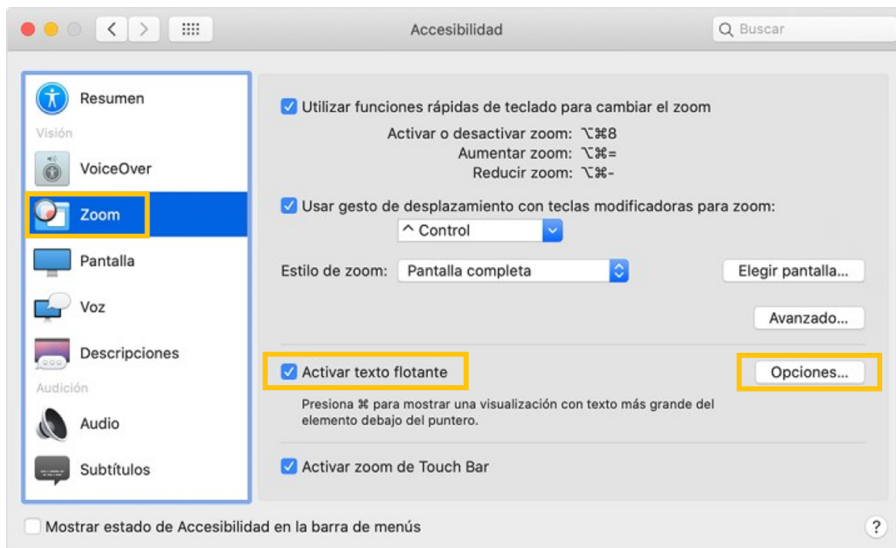 Accesibilidad
Buscar
Resumen
Visión
VoiceOver
Zoom
Pantalla
Voz
Descripciones
Audición
Audio
Subtítulos
Utilizar funciones rápidas de teclado para cambiar el zoom
Activar o desactivar zoom: ⌥⌘8
Aumentar zoom: ⌥⌘=
Reducir zoom: ⌥⌘-
Usar gesto de desplazamiento con teclas modificadoras para zoom:
^ Control
Estilo de zoom: Pantalla completa Elegir pantalla...
Avanzado...
Activar texto flotante Opciones...
Presiona ⌘ para mostrar una visualización con texto más grande del
elemento debajo del puntero.
Activar zoom de Touch Bar
Mostrar estado de Accesibilidad en la barra de menús ?